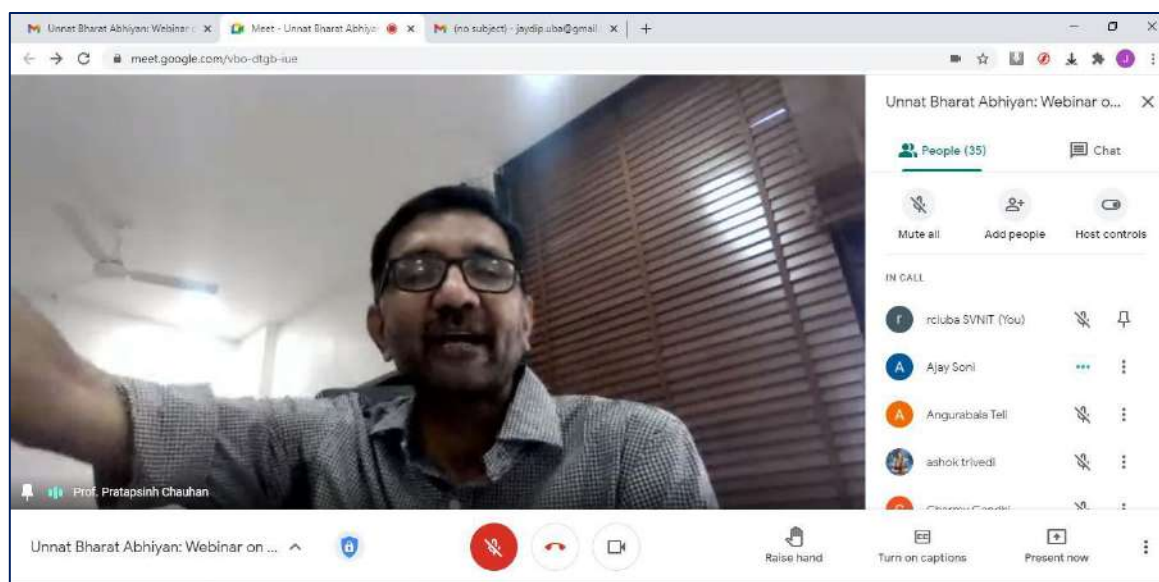 Unnat Bharat Abhiyan: Webinar
Meet - Unnat Bharat Abhiya
(no subject) - jaydip.uba@gmail
meet.google.com/vbo-dtgb-iue
J
Unnat Bharat Abhiyan: Webinar o...
People (35)
Chat
Mute all
Add people
Host controls
IN CALL
r
rciuba SVNIT (You)
A
Ajay Soni
A
Angurabala Teli
ashok trivedi
Prof. Pratapsinh Chauhan
Unnat Bharat Abhiyan: Webinar on ...
Raise hand
CC
Turn on captions
Present now